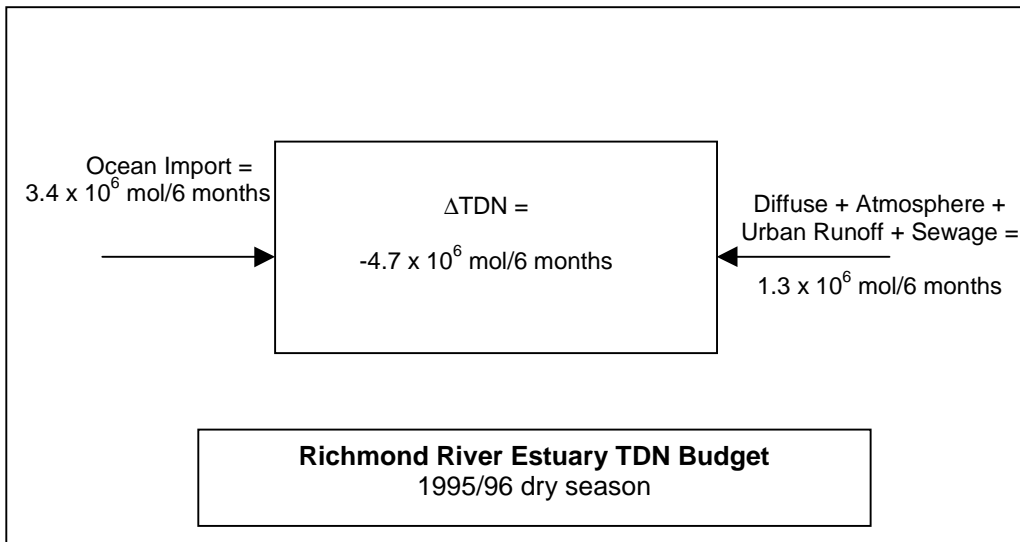 Ocean Import =
3.4 x 10⁶ mol/6 months
∆TDN =
-4.7 x 10⁶ mol/6 months
Diffuse + Atmosphere +
Urban Runoff + Sewage =
1.3 x 10⁶ mol/6 months
Richmond River Estuary TDN Budget
1995/96 dry season